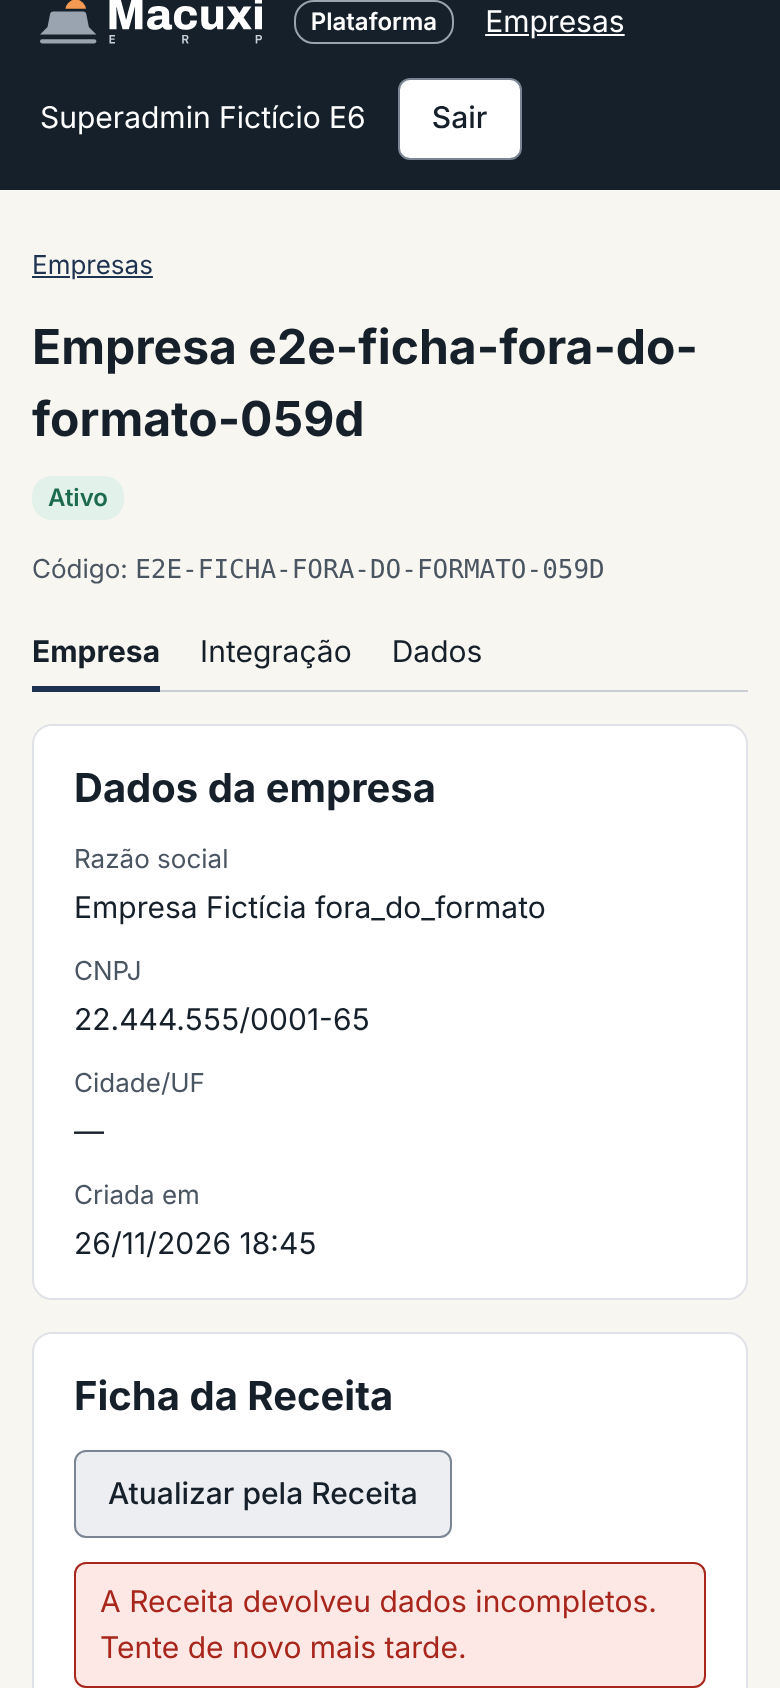 Macuxi
E R P
Plataforma
Empresas
Superadmin Fictício E6
Sair
Empresas
Empresa e2e-ficha-fora-do-
formato-059d
Ativo
Código: E2E-FICHA-FORA-DO-FORMATO-059D
Empresa
Integração
Dados
Dados da empresa
Razão social
Empresa Fictícia fora_do_formato
CNPJ
22.444.555/0001-65
Cidade/UF
—
Criada em
26/11/2026 18:45
Ficha da Receita
Atualizar pela Receita
A Receita devolveu dados incompletos.
Tente de novo mais tarde.